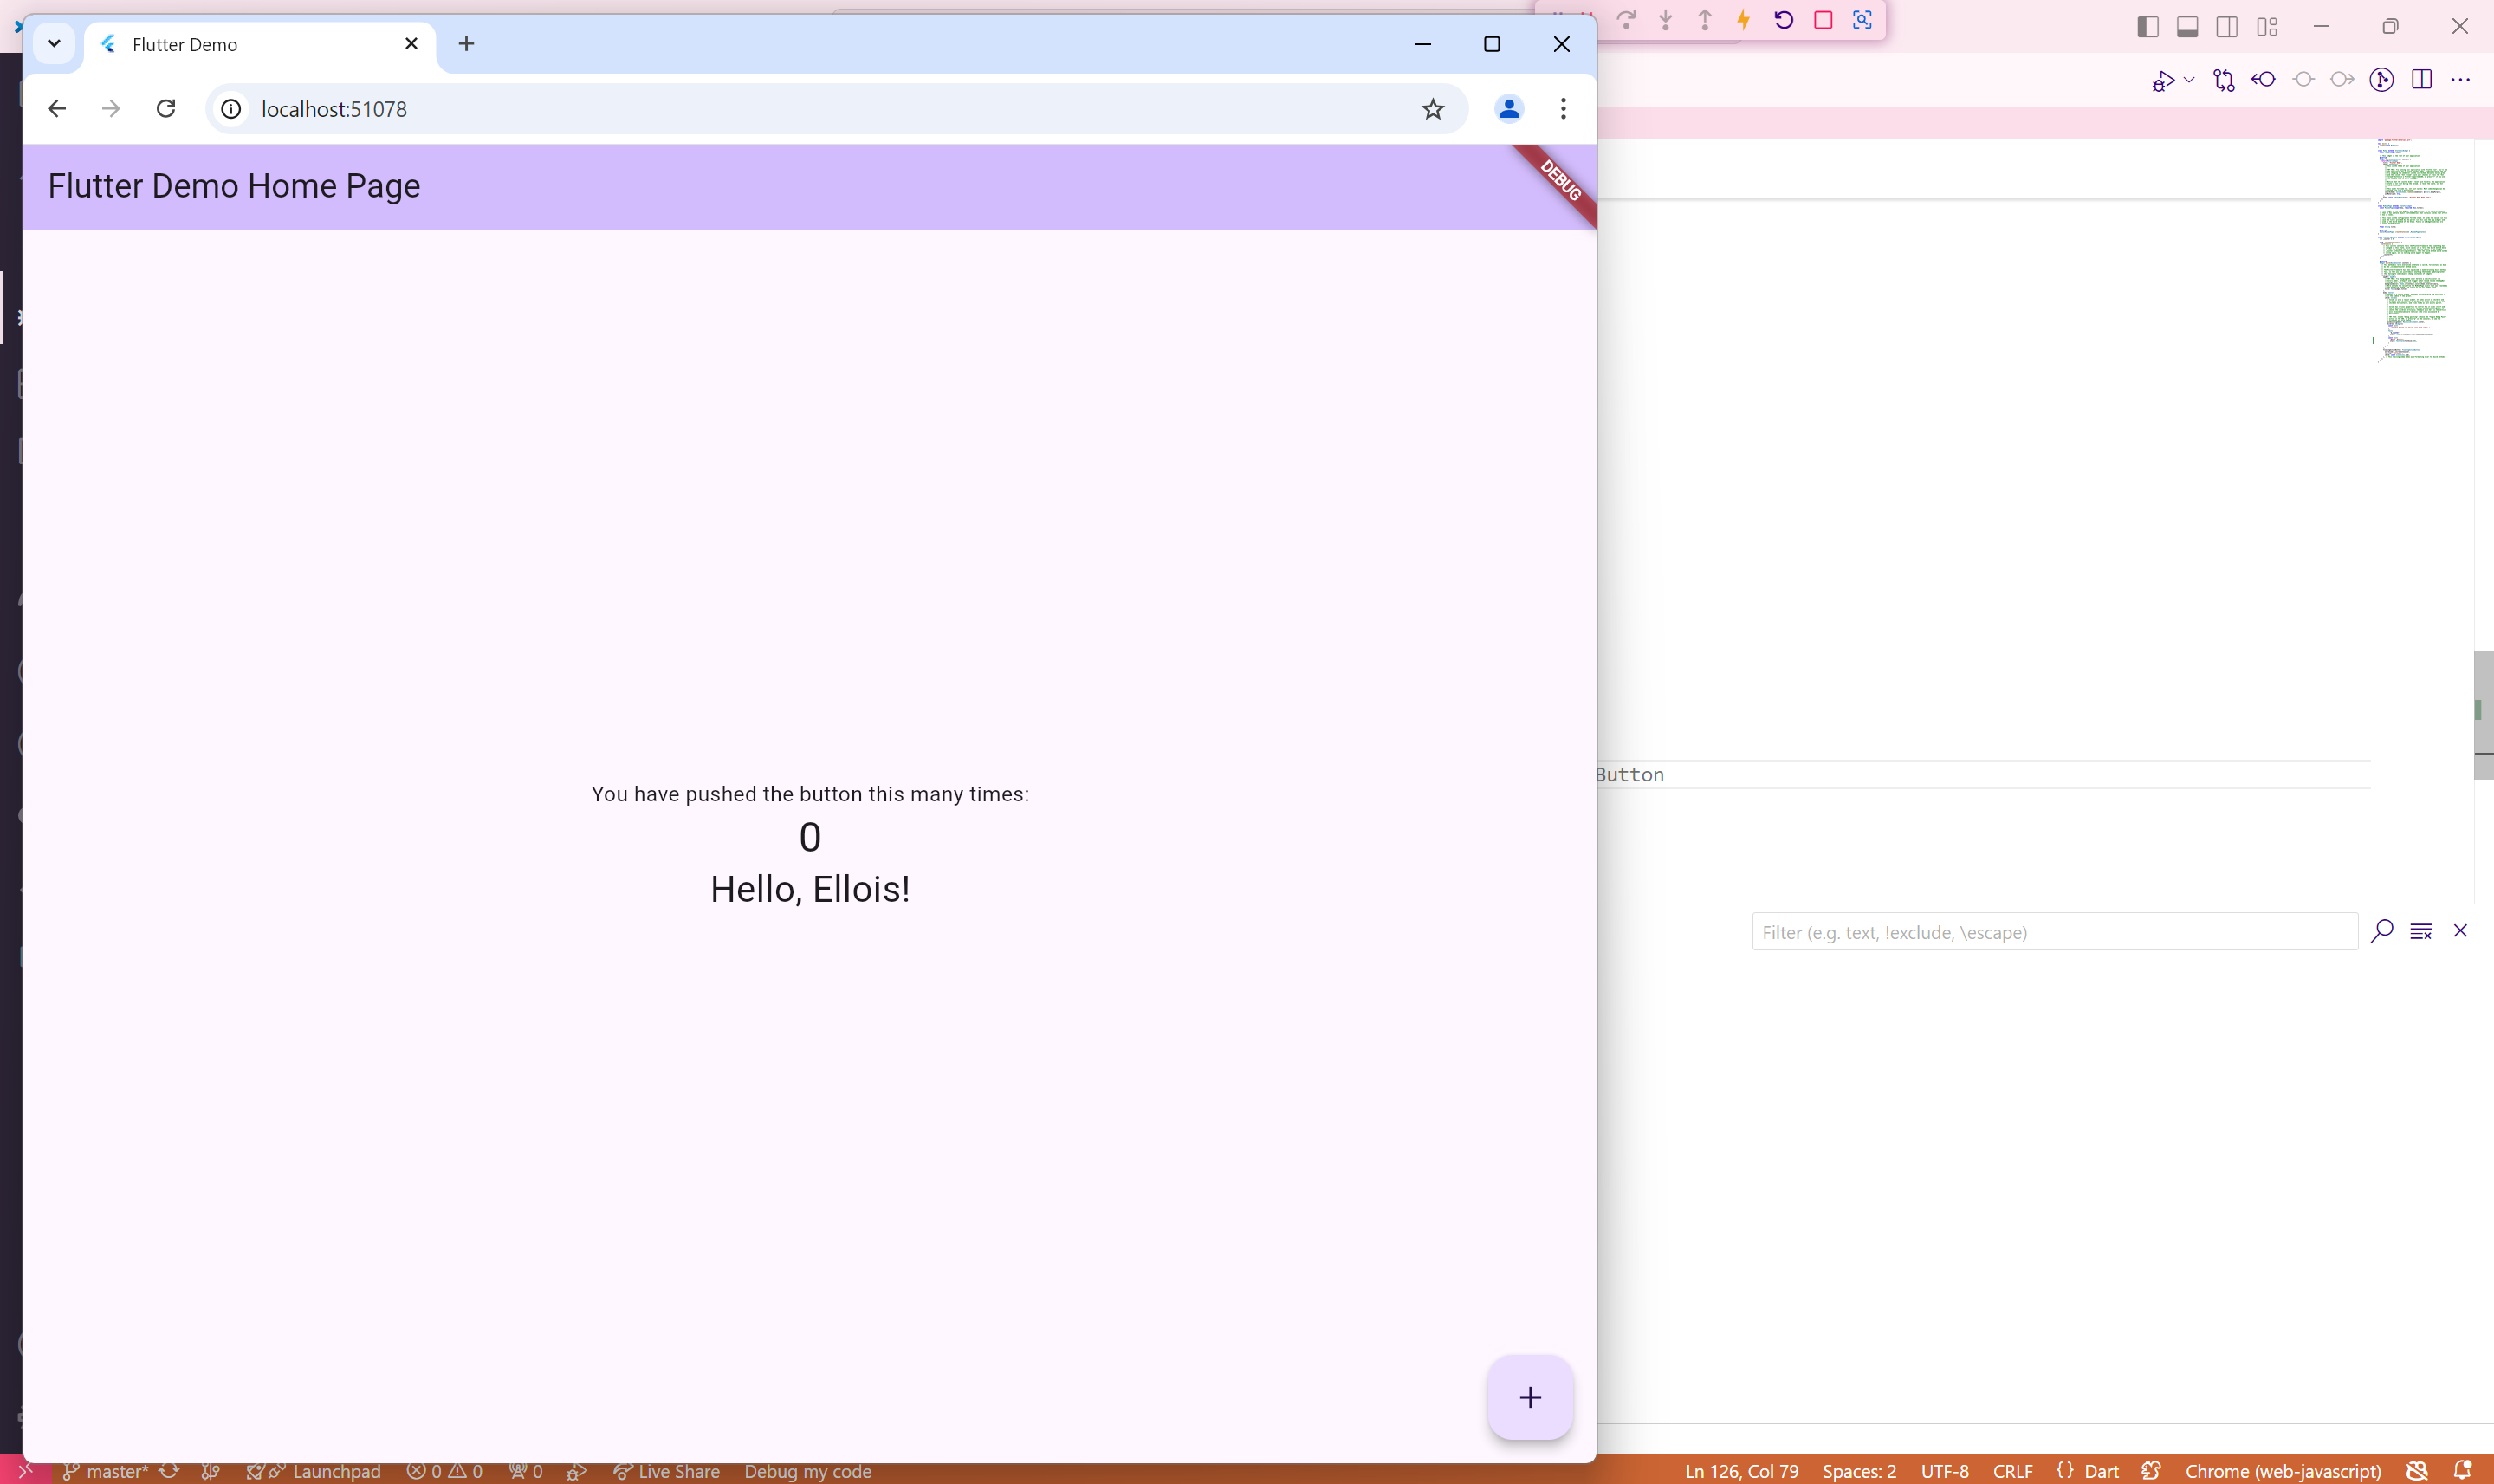 Flutter Demo
localhost:51078
Flutter Demo Home Page
DEBUG
You have pushed the button this many times:
0
Hello, Ellois!
Button
Filter (e.g. text, !exclude, \escape)
master* Launchpad 0 0 0 Live Share Debug my code Ln 126, Col 79 Spaces: 2 UTF-8 CRLF {} Dart Chrome (web-javascript)